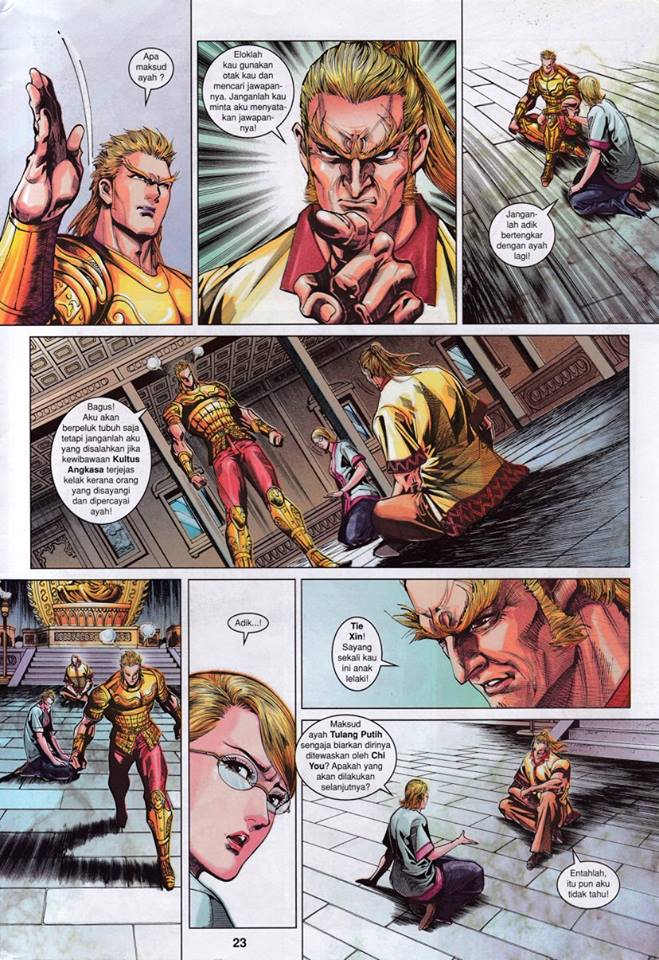 Apa
maksud
ayah ?
Eloklah
kau gunakan
otak kau dan
mencari jawapan-
nya. Janganlah kau
minta aku menyata-
kan jawapan-
nya!
Jangan-
lah adik
bertengkar
dengan ayah
lagi!
Bagus!
Aku akan
berpeluk tubuh saja
tetapi janganlah aku
yang disalahkan jika
kewibawaan Kultus
Angkasa terjejas
kelak kerana orang
yang disayangi
dan dipercayai
ayah!
Adik...!
Tie
Xin!
Sayang
sekali kau
ini anak
lelaki!
Maksud
ayah Tulang Putih
sengaja biarkan dirinya
ditewaskan oleh Chi
You? Apakah yang
akan dilakukan
selanjutnya?
Entahlah,
itu pun aku
tidak tahu!
23